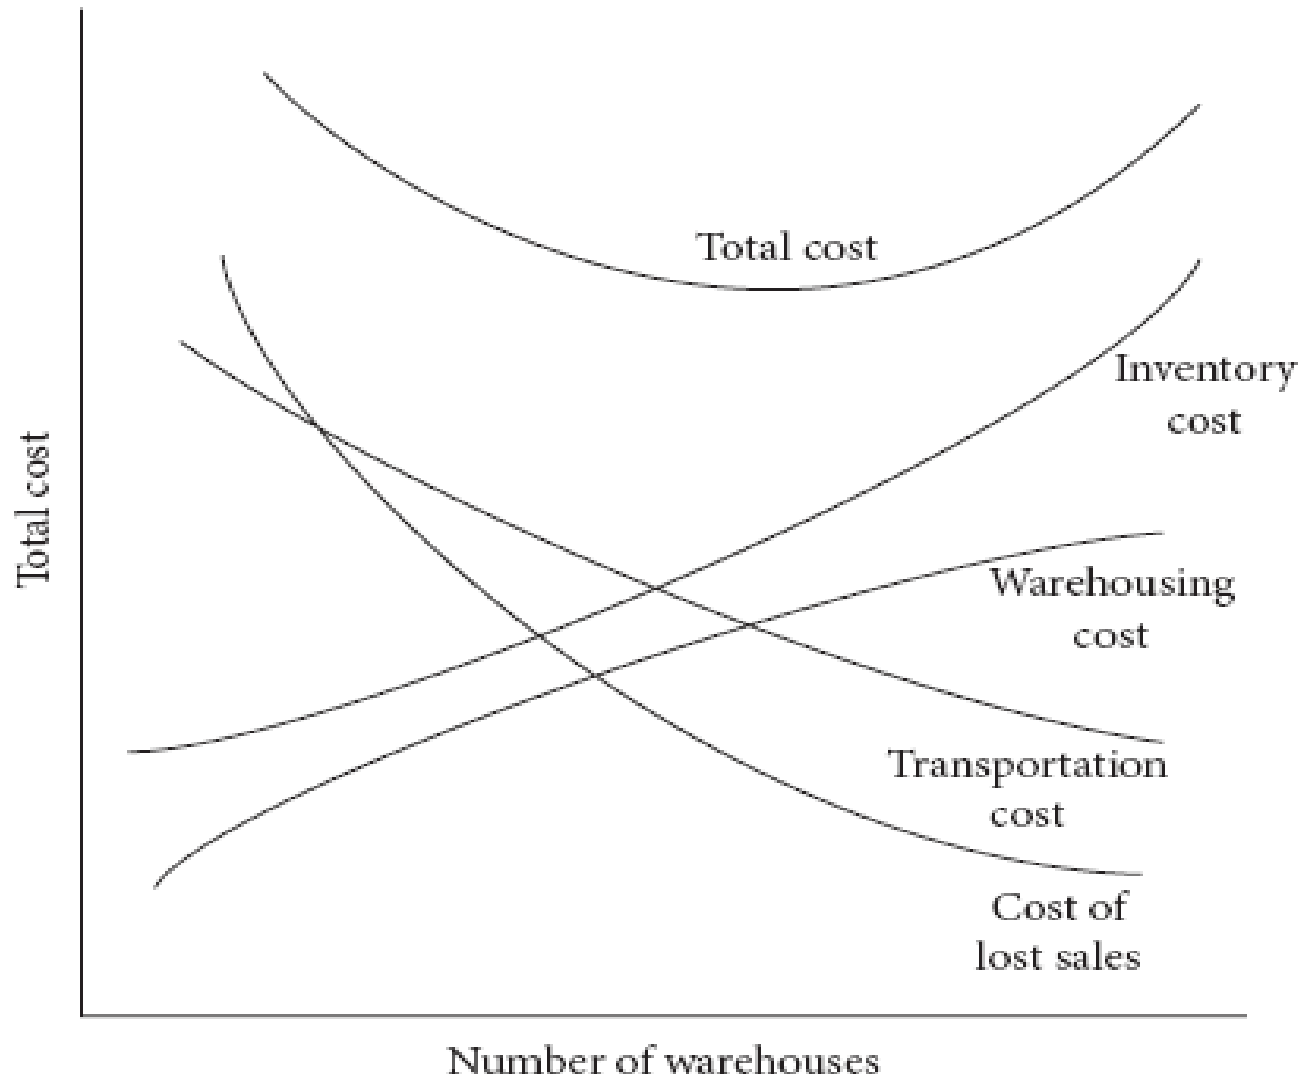 Total cost
Inventory
cost
Total cost
Warehousing
cost
Transportation
cost
Cost of
lost sales
Number of warehouses